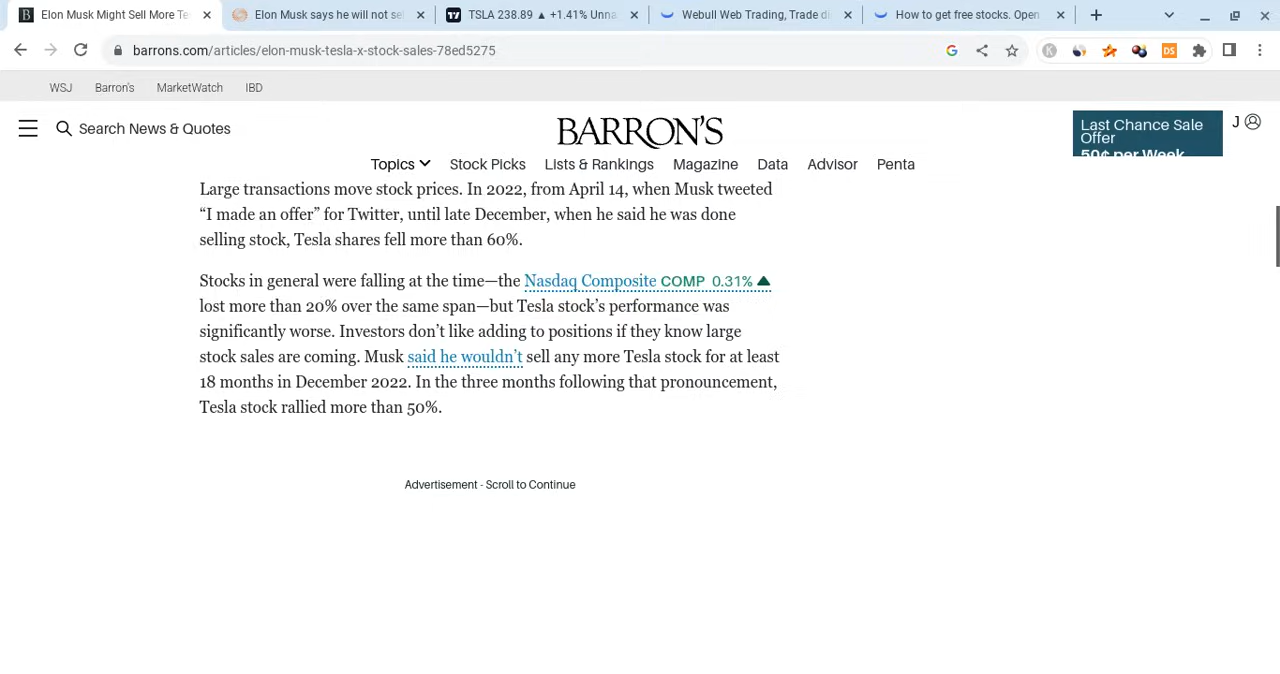 Elon Musk Might Sell More Te
Elon Musk says he will not se
TSLA 238.89 ▲ +1.41% Unna
Webull Web Trading, Trade di
How to get free stocks. Open
barrons.com/articles/elon-musk-tesla-x-stock-sales-78ed5275
WSJ Barron's MarketWatch IBD
Search News & Quotes
BARRON'S
Last Chance Sale
Offer
50¢ per Week
J
Topics Stock Picks Lists & Rankings Magazine Data Advisor Penta
Large transactions move stock prices. In 2022, from April 14, when Musk tweeted
“I made an offer” for Twitter, until late December, when he said he was done
selling stock, Tesla shares fell more than 60%.
Stocks in general were falling at the time—the Nasdaq Composite COMP 0.31% ▲
lost more than 20% over the same span—but Tesla stock’s performance was
significantly worse. Investors don’t like adding to positions if they know large
stock sales are coming. Musk said he wouldn’t sell any more Tesla stock for at least
18 months in December 2022. In the three months following that pronouncement,
Tesla stock rallied more than 50%.
Advertisement - Scroll to Continue